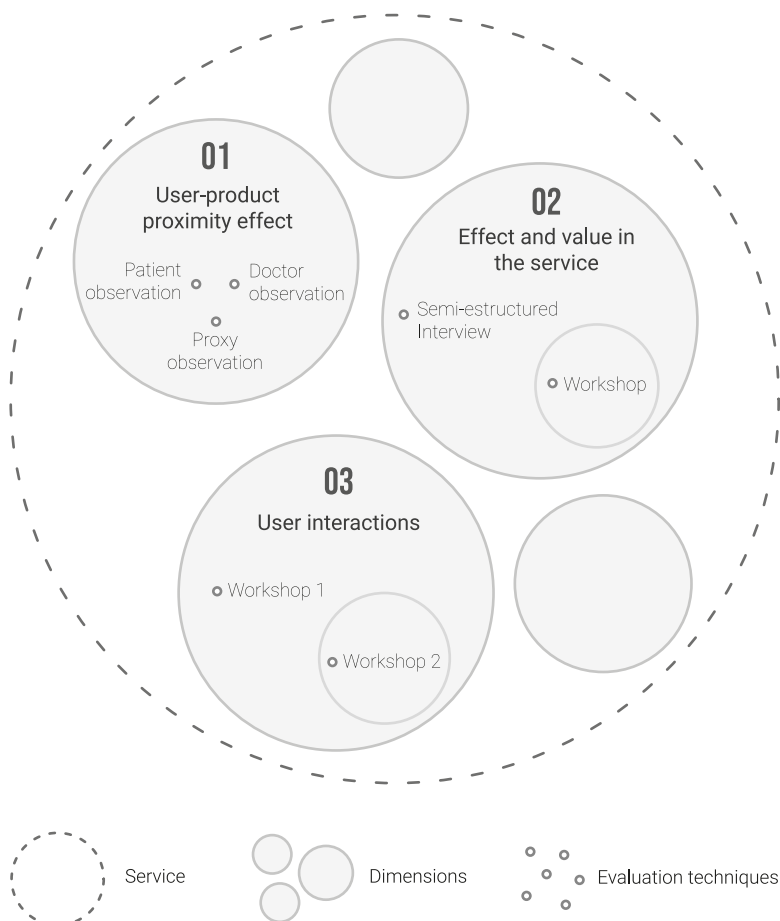 01
User-product
proximity effect
Patient
observation
Doctor
observation
Proxy
observation
02
Effect and value in
the service
Semi-estructured
Interview
Workshop
03
User interactions
Workshop 1
Workshop 2
Service
Dimensions
Evaluation techniques